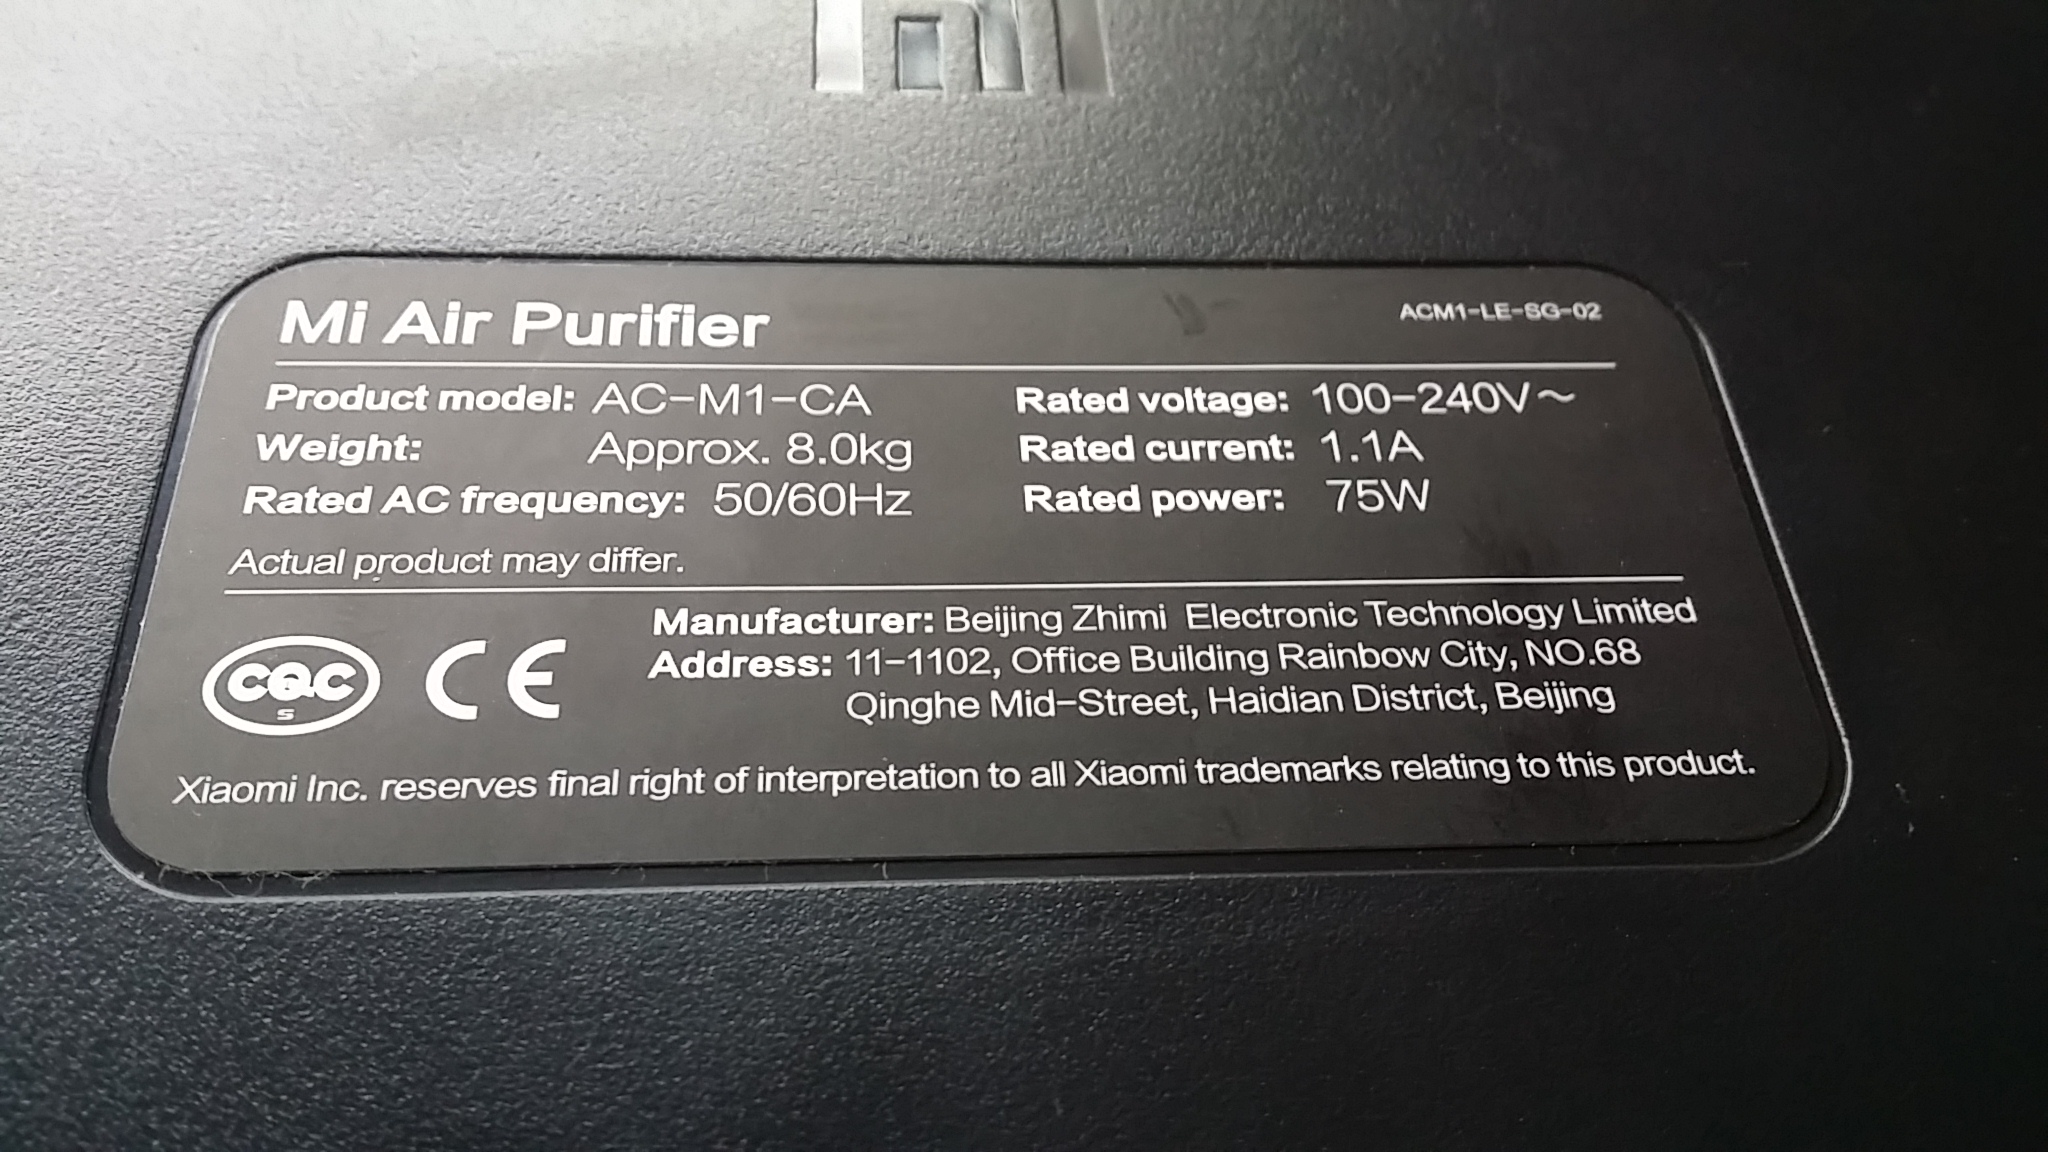 Mi Air Purifier
ACM1-LE-SG-02
Product model: AC-M1-CA
Rated voltage: 100-240V~
Weight: Approx. 8.0kg
Rated current: 1.1A
Rated AC frequency: 50/60Hz
Rated power: 75W
Actual product may differ.
Manufacturer: Beijing Zhimi Electronic Technology Limited
Address: 11-1102, Office Building Rainbow City, NO.68
Qinghe Mid-Street, Haidian District, Beijing
CQC
S
CE
Xiaomi Inc. reserves final right of interpretation to all Xiaomi trademarks relating to this product.